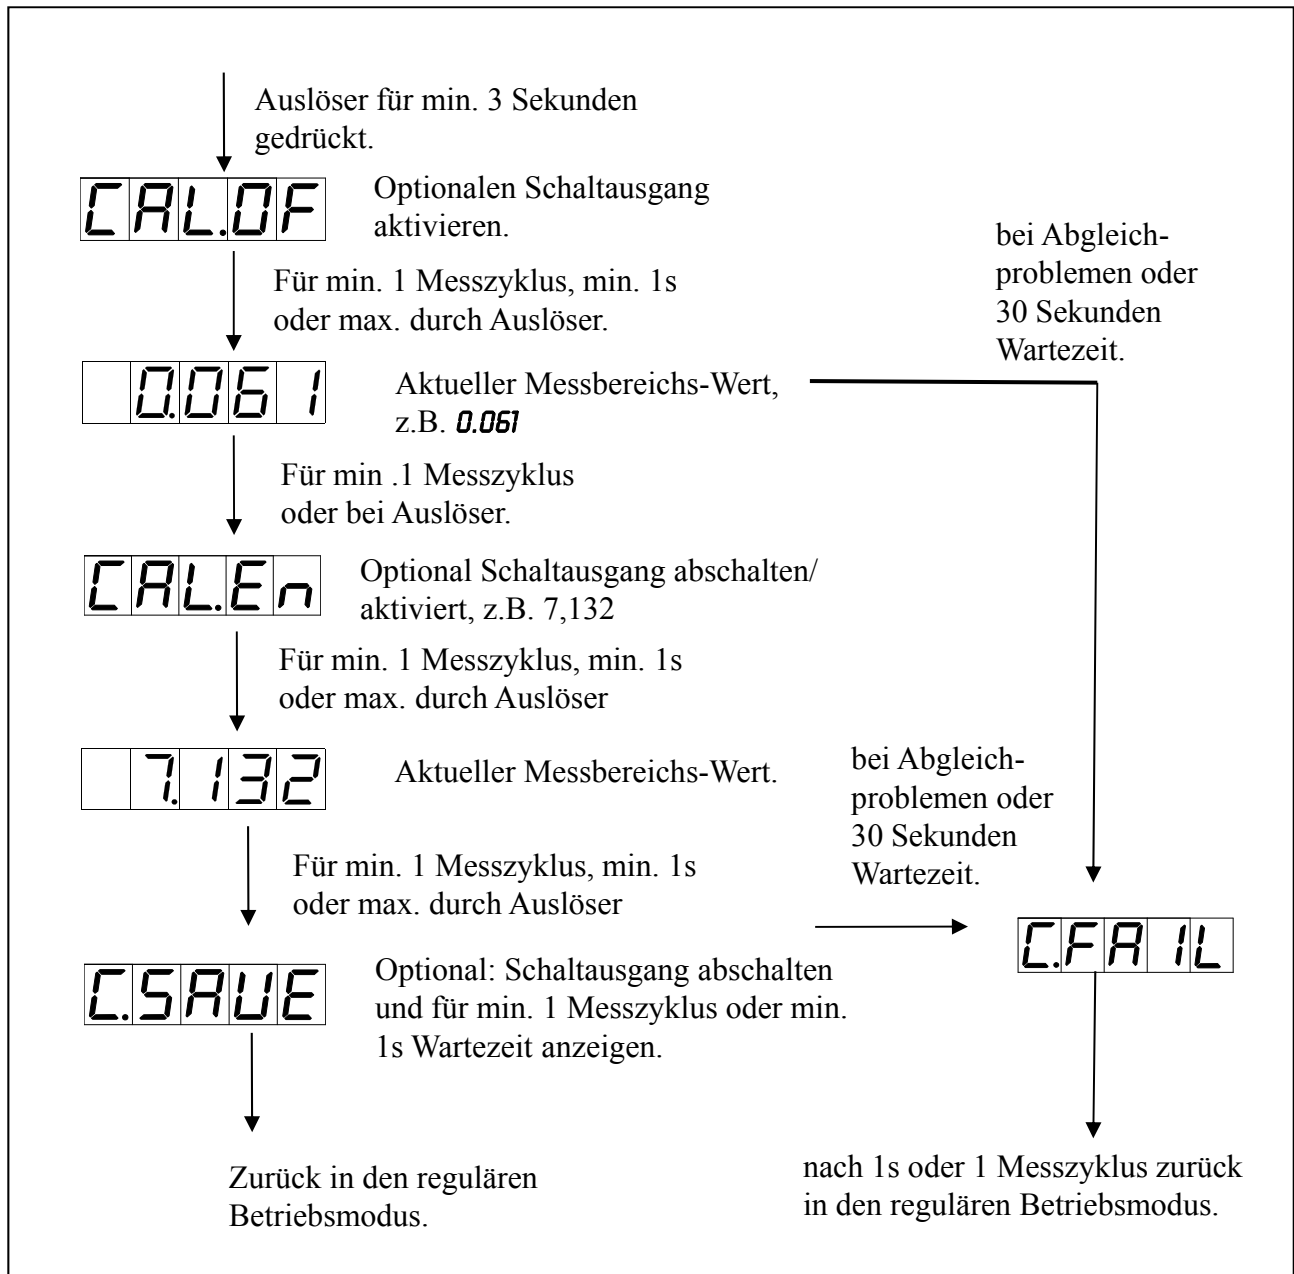 Auslöser für min. 3 Sekunden
gedrückt.
CAL.OF
Optionalen Schaltausgang
aktivieren.
Für min. 1 Messzyklus, min. 1s
oder max. durch Auslöser.
bei Abgleich-
problemen oder
30 Sekunden
Wartezeit.
0.061
Aktueller Messbereichs-Wert,
z.B. 0.061
Für min .1 Messzyklus
oder bei Auslöser.
CAL.En
Optional Schaltausgang abschalten/
aktiviert, z.B. 7,132
Für min. 1 Messzyklus, min. 1s
oder max. durch Auslöser
7.132
Aktueller Messbereichs-Wert.
bei Abgleich-
problemen oder
30 Sekunden
Wartezeit.
Für min. 1 Messzyklus, min. 1s
oder max. durch Auslöser
C.FAIL
C.SAVE
Optional: Schaltausgang abschalten
und für min. 1 Messzyklus oder min.
1s Wartezeit anzeigen.
Zurück in den regulären
Betriebsmodus.
nach 1s oder 1 Messzyklus zurück
in den regulären Betriebsmodus.